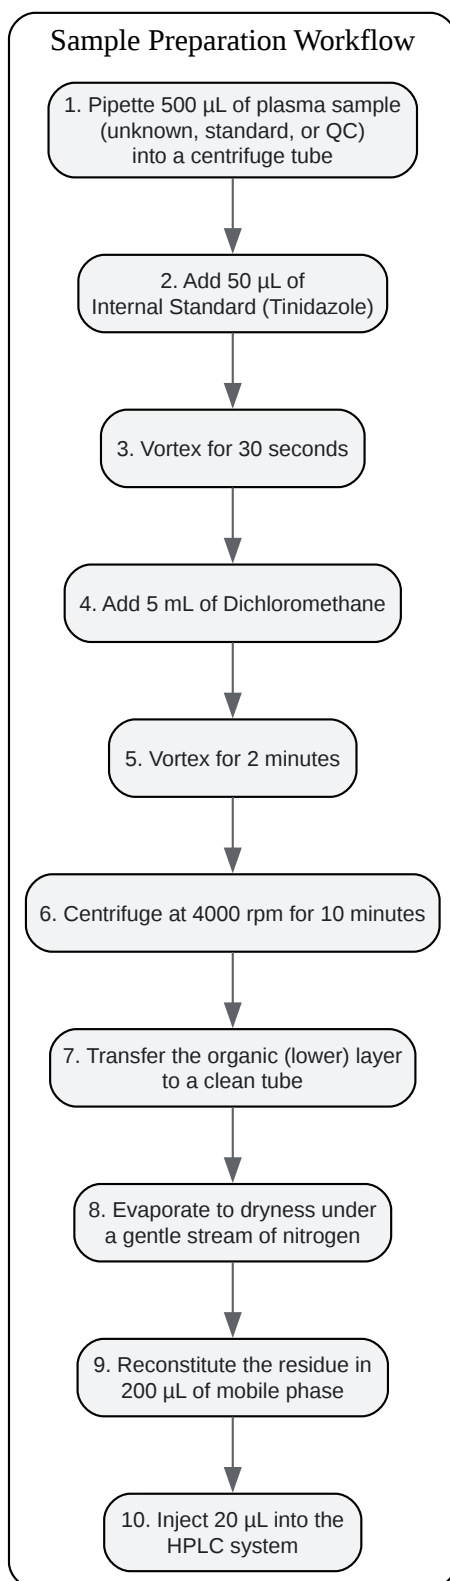 Sample Preparation Workflow
1. Pipette 500 µL of plasma sample
(unknown, standard, or QC)
into a centrifuge tube
2. Add 50 µL of
Internal Standard (Tinidazole)
3. Vortex for 30 seconds
4. Add 5 mL of Dichloromethane
5. Vortex for 2 minutes
6. Centrifuge at 4000 rpm for 10 minutes
7. Transfer the organic (lower) layer
to a clean tube
8. Evaporate to dryness under
a gentle stream of nitrogen
9. Reconstitute the residue in
200 µL of mobile phase
10. Inject 20 µL into the
HPLC system